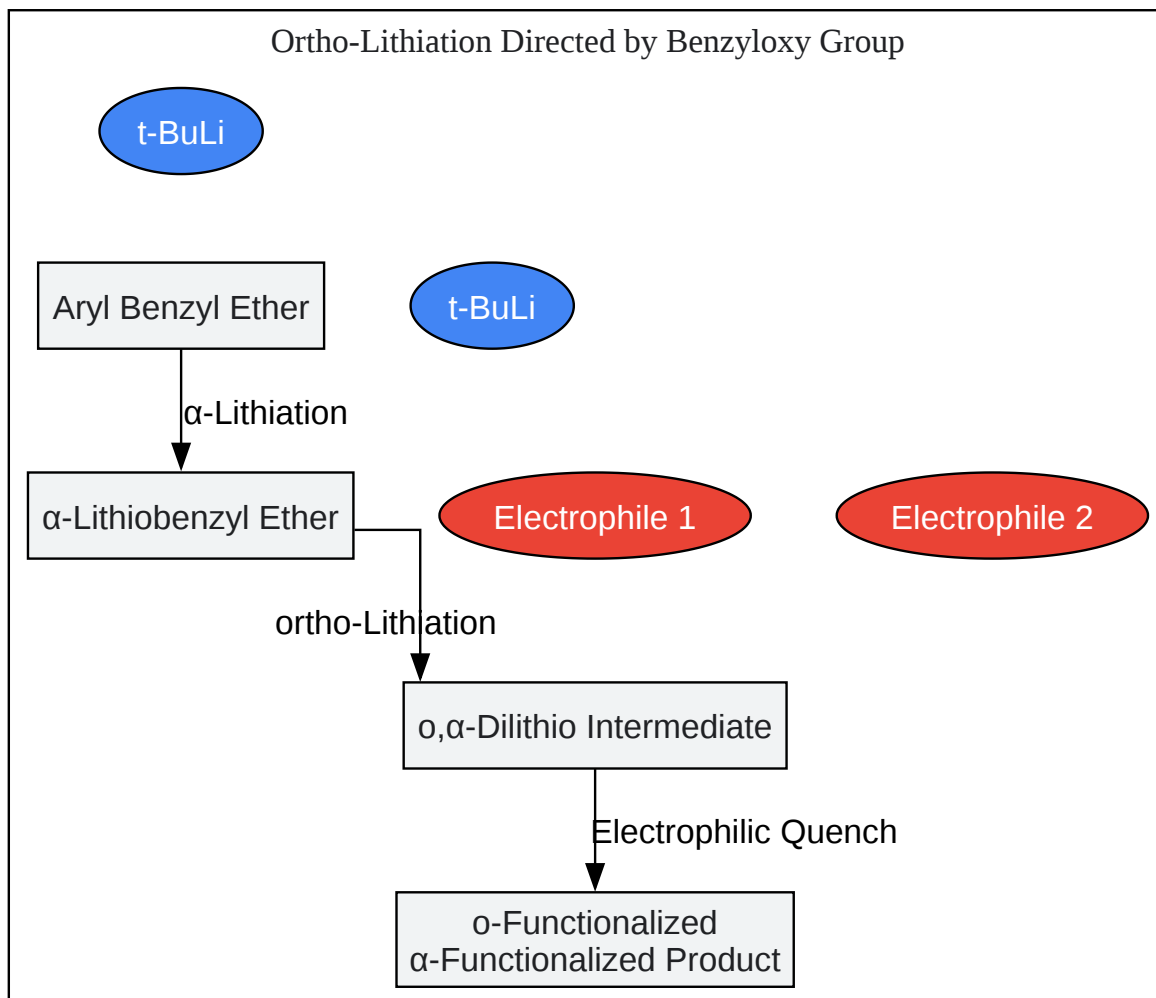 Ortho-Lithiation Directed by Benzyloxy Group
t-BuLi
Aryl Benzyl Ether
t-BuLi
α-Lithiation
α-Lithiobenzyl Ether
Electrophile 1
Electrophile 2
ortho-Lithiation
o,α-Dilithio Intermediate
Electrophilic Quench
o-Functionalized
α-Functionalized Product